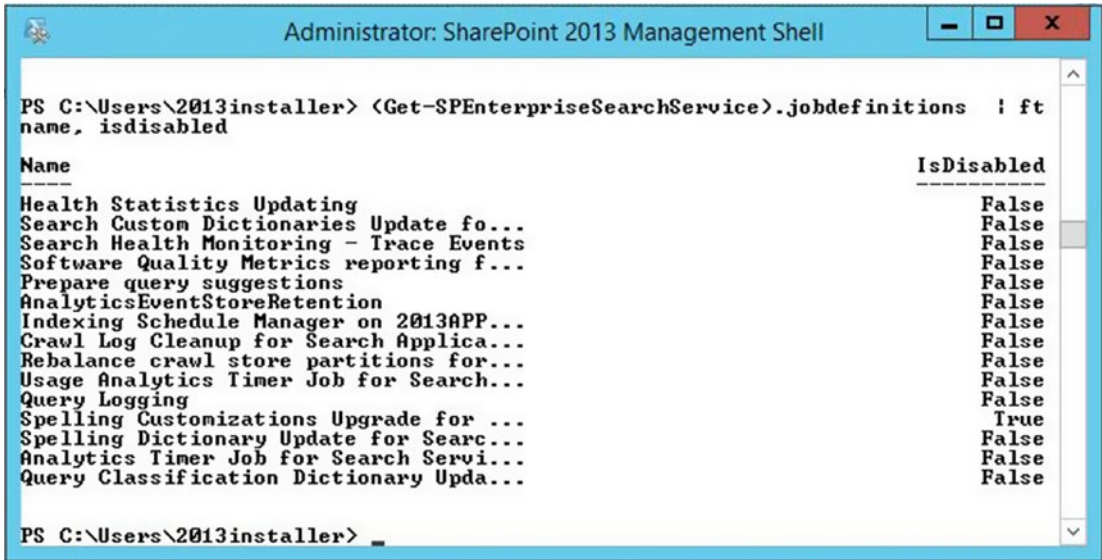 Administrator: SharePoint 2013 Management Shell
PS C:\Users\2013installer> (Get-SPEnterpriseSearchService).jobdefinitions | ft
name, isdisabled
Name IsDisabled
---- ----------
Health Statistics Updating False
Search Custom Dictionaries Update fo... False
Search Health Monitoring - Trace Events False
Software Quality Metrics reporting f... False
Prepare query suggestions False
AnalyticsEventStoreRetention False
Indexing Schedule Manager on 2013APP... False
Crawl Log Cleanup for Search Applica... False
Rebalance crawl store partitions for... False
Usage Analytics Timer Job for Search... False
Query Logging False
Spelling Customizations Upgrade for ... True
Spelling Dictionary Update for Searc... False
Analytics Timer Job for Search Servi... False
Query Classification Dictionary Upda... False
PS C:\Users\2013installer> _